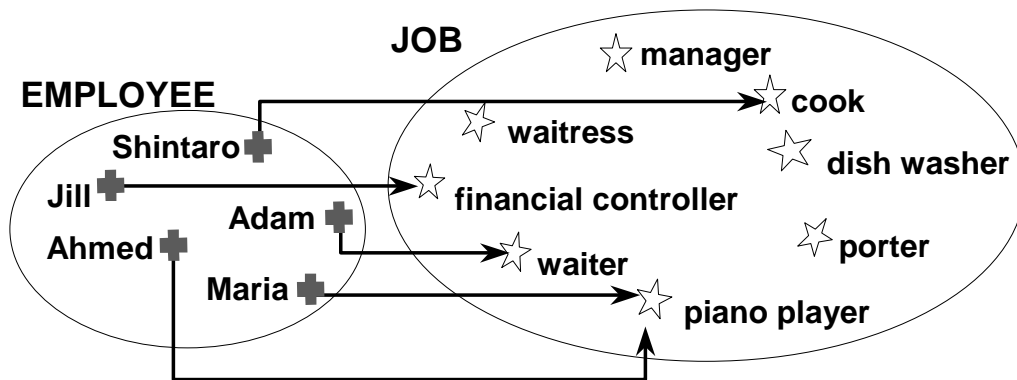 EMPLOYEE
Shintaro
Jill
Adam
Ahmed
Maria
JOB
manager
cook
waitress
dish washer
financial controller
porter
waiter
piano player